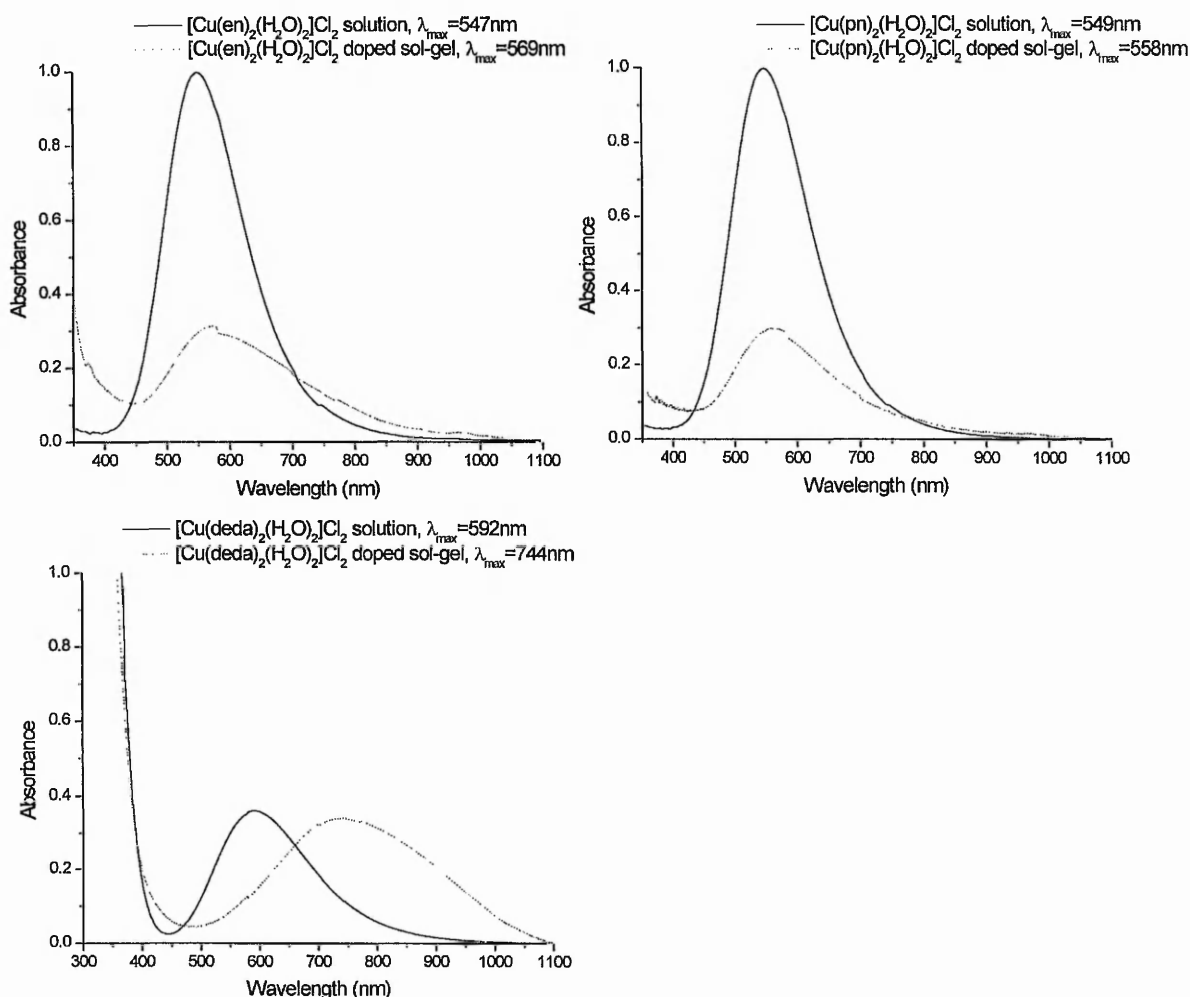 [Cu(en)₂(H₂O)₂]Cl₂ solution, λmax=547nm
[Cu(en)₂(H₂O)₂]Cl₂ doped sol-gel, λmax=569nm
1.0
0.8
0.6
0.4
0.2
0.0
Absorbance
400 500 600 700 800 900 1000 1100
Wavelength (nm)
[Cu(pn)₂(H₂O)₂]Cl₂ solution, λmax=549nm
[Cu(pn)₂(H₂O)₂]Cl₂ doped sol-gel, λmax=558nm
1.0
0.8
0.6
0.4
0.2
0.0
Absorbance
400 500 600 700 800 900 1000 1100
Wavelength (nm)
[Cu(deda)₂(H₂O)₂]Cl₂ solution, λmax=592nm
[Cu(deda)₂(H₂O)₂]Cl₂ doped sol-gel, λmax=744nm
1.0
0.8
0.6
0.4
0.2
0.0
Absorbance
300 400 500 600 700 800 900 1000 1100
Wavelength (nm)